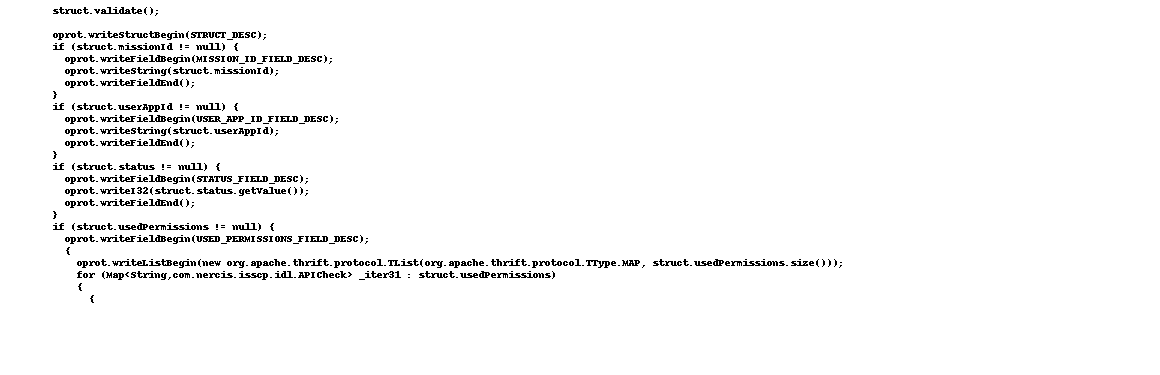 struct.validate();

oprot.writeStructBegin(STRUCT_DESC);
if (struct.missionId != null) {
  oprot.writeFieldBegin(MISSION_ID_FIELD_DESC);
  oprot.writeString(struct.missionId);
  oprot.writeFieldEnd();
}
if (struct.userAppId != null) {
  oprot.writeFieldBegin(USER_APP_ID_FIELD_DESC);
  oprot.writeString(struct.userAppId);
  oprot.writeFieldEnd();
}
if (struct.status != null) {
  oprot.writeFieldBegin(STATUS_FIELD_DESC);
  oprot.writeI32(struct.status.getValue());
  oprot.writeFieldEnd();
}
if (struct.usedPermissions != null) {
  oprot.writeFieldBegin(USED_PERMISSIONS_FIELD_DESC);
  {
    oprot.writeListBegin(new org.apache.thrift.protocol.TList(org.apache.thrift.protocol.TType.MAP, struct.usedPermissions.size()));
    for (Map<String,com.nercis.isscp.idl.APICheck> _iter31 : struct.usedPermissions)
    {
      {